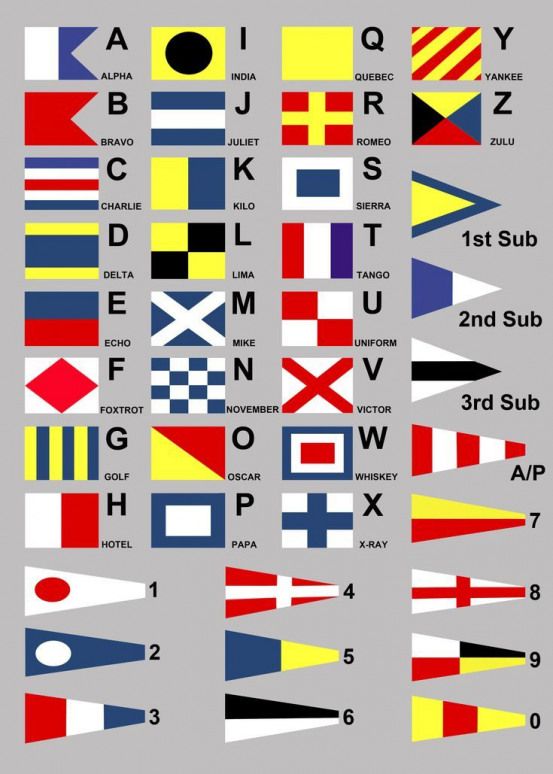 A
ALPHA
B
BRAVO
C
CHARLIE
D
DELTA
E
ECHO
F
FOXTROT
G
GOLF
H
HOTEL
I
INDIA
J
JULIET
K
KILO
L
LIMA
M
MIKE
N
NOVEMBER
O
OSCAR
P
PAPA
Q
QUEBEC
R
ROMEO
S
SIERRA
T
TANGO
U
UNIFORM
V
VICTOR
W
WHISKEY
X
X-RAY
Y
YANKEE
Z
ZULU
1st Sub
2nd Sub
3rd Sub
A/P
7
1
2
3
4
5
6
8
9
0